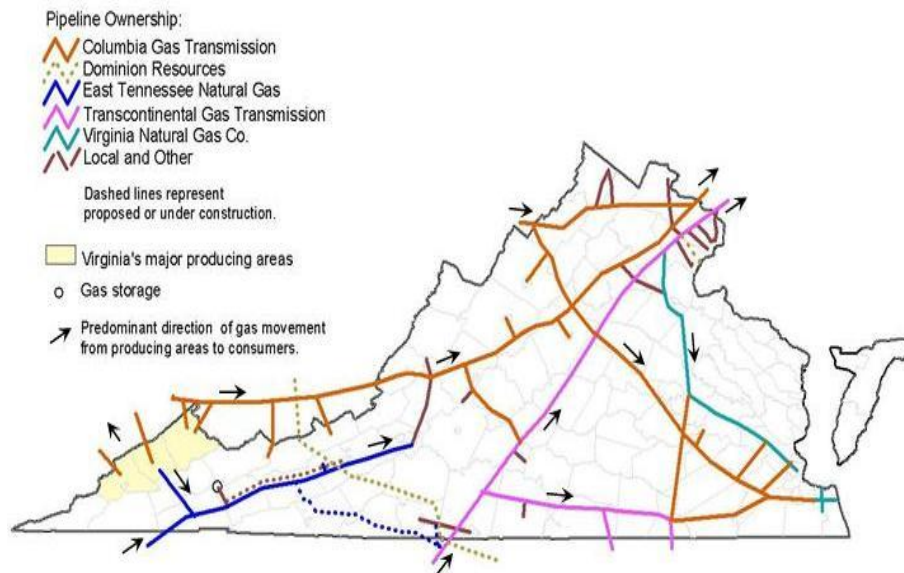 Pipeline Ownership:
Columbia Gas Transmission
Dominion Resources
East Tennessee Natural Gas
Transcontinental Gas Transmission
Virginia Natural Gas Co.
Local and Other
Dashed lines represent
proposed or under construction.
Virginia's major producing areas
Gas storage
Predominant direction of gas movement
from producing areas to consumers.